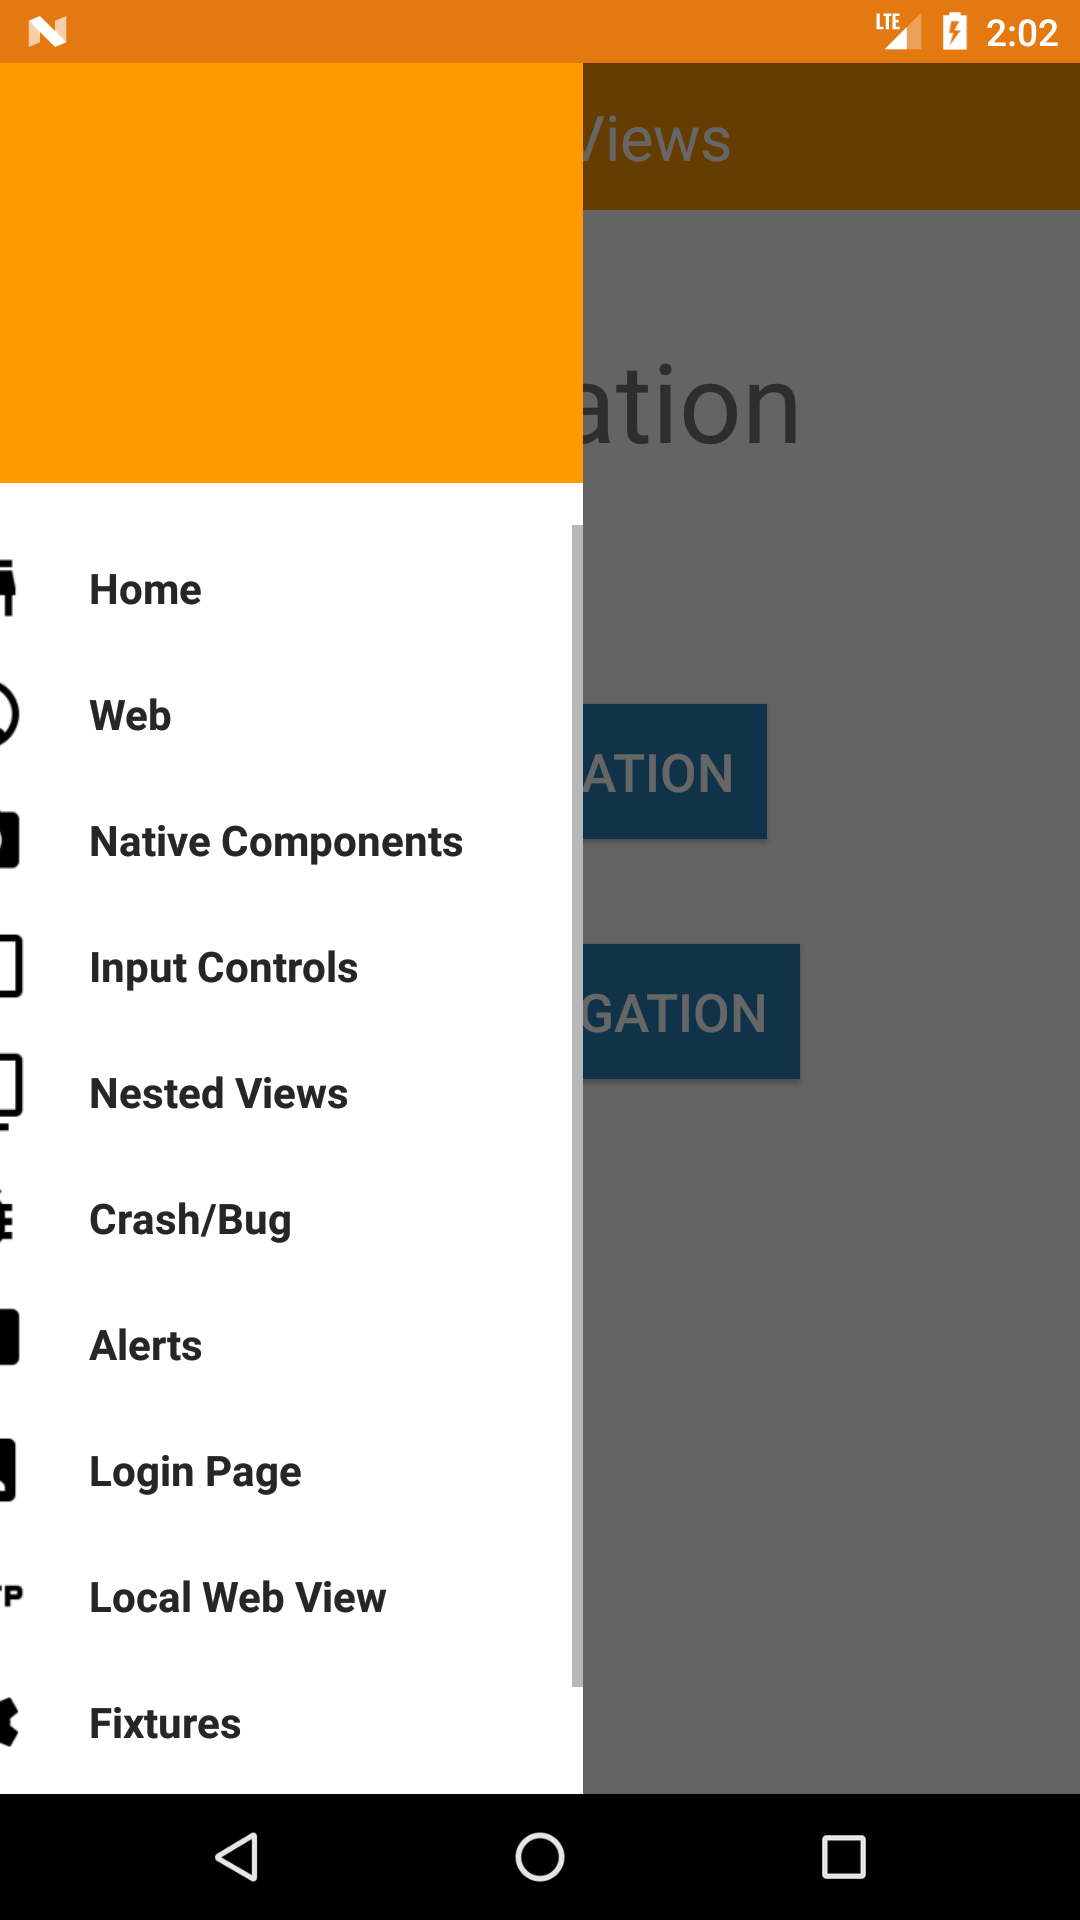 LTE 2:02
Views
ation
Home
Web
ATION
Native Components
Input Controls
GATION
Nested Views
Crash/Bug
Alerts
Login Page
Local Web View
Fixtures